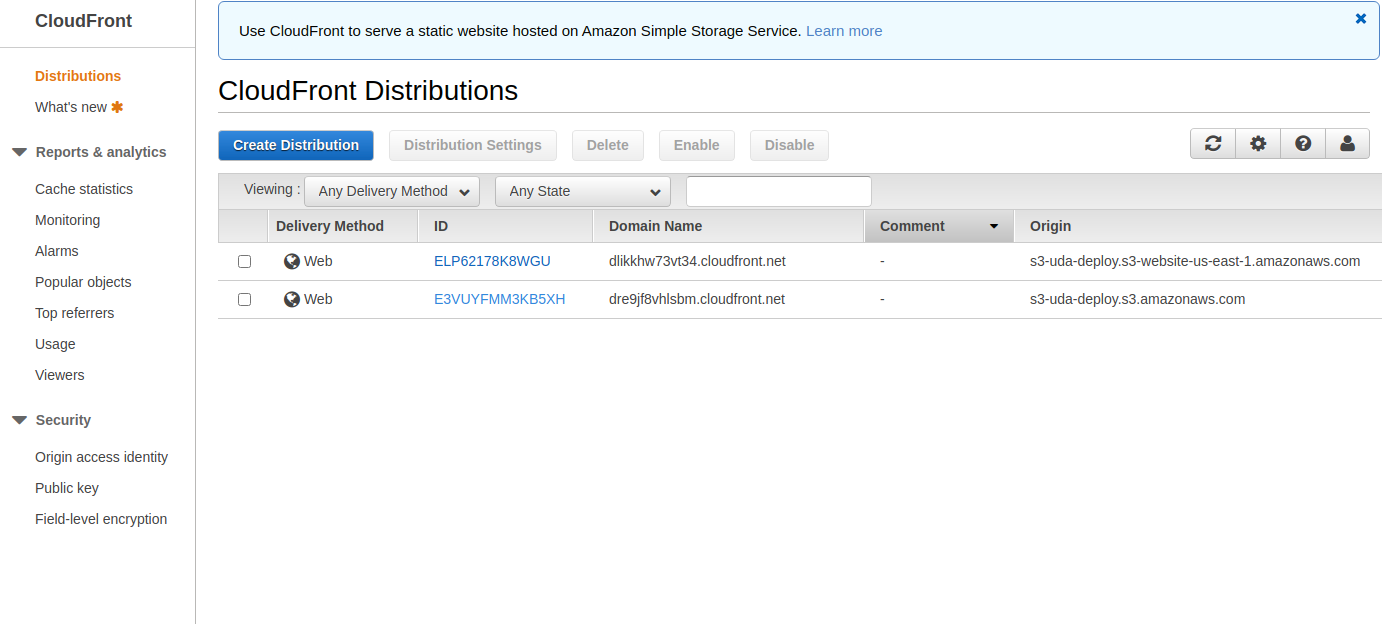 CloudFront
Distributions
What's new
Reports & analytics
Cache statistics
Monitoring
Alarms
Popular objects
Top referrers
Usage
Viewers
Security
Origin access identity
Public key
Field-level encryption
Use CloudFront to serve a static website hosted on Amazon Simple Storage Service. Learn more
CloudFront Distributions
Create Distribution Distribution Settings Delete Enable Disable
Viewing : Any Delivery Method Any State
Delivery Method ID Domain Name Comment Origin
Web ELP62178K8WGU dlikkhw73vt34.cloudfront.net - s3-uda-deploy.s3-website-us-east-1.amazonaws.com
Web E3VUYFMM3KB5XH dre9jf8vhlsbm.cloudfront.net - s3-uda-deploy.s3.amazonaws.com